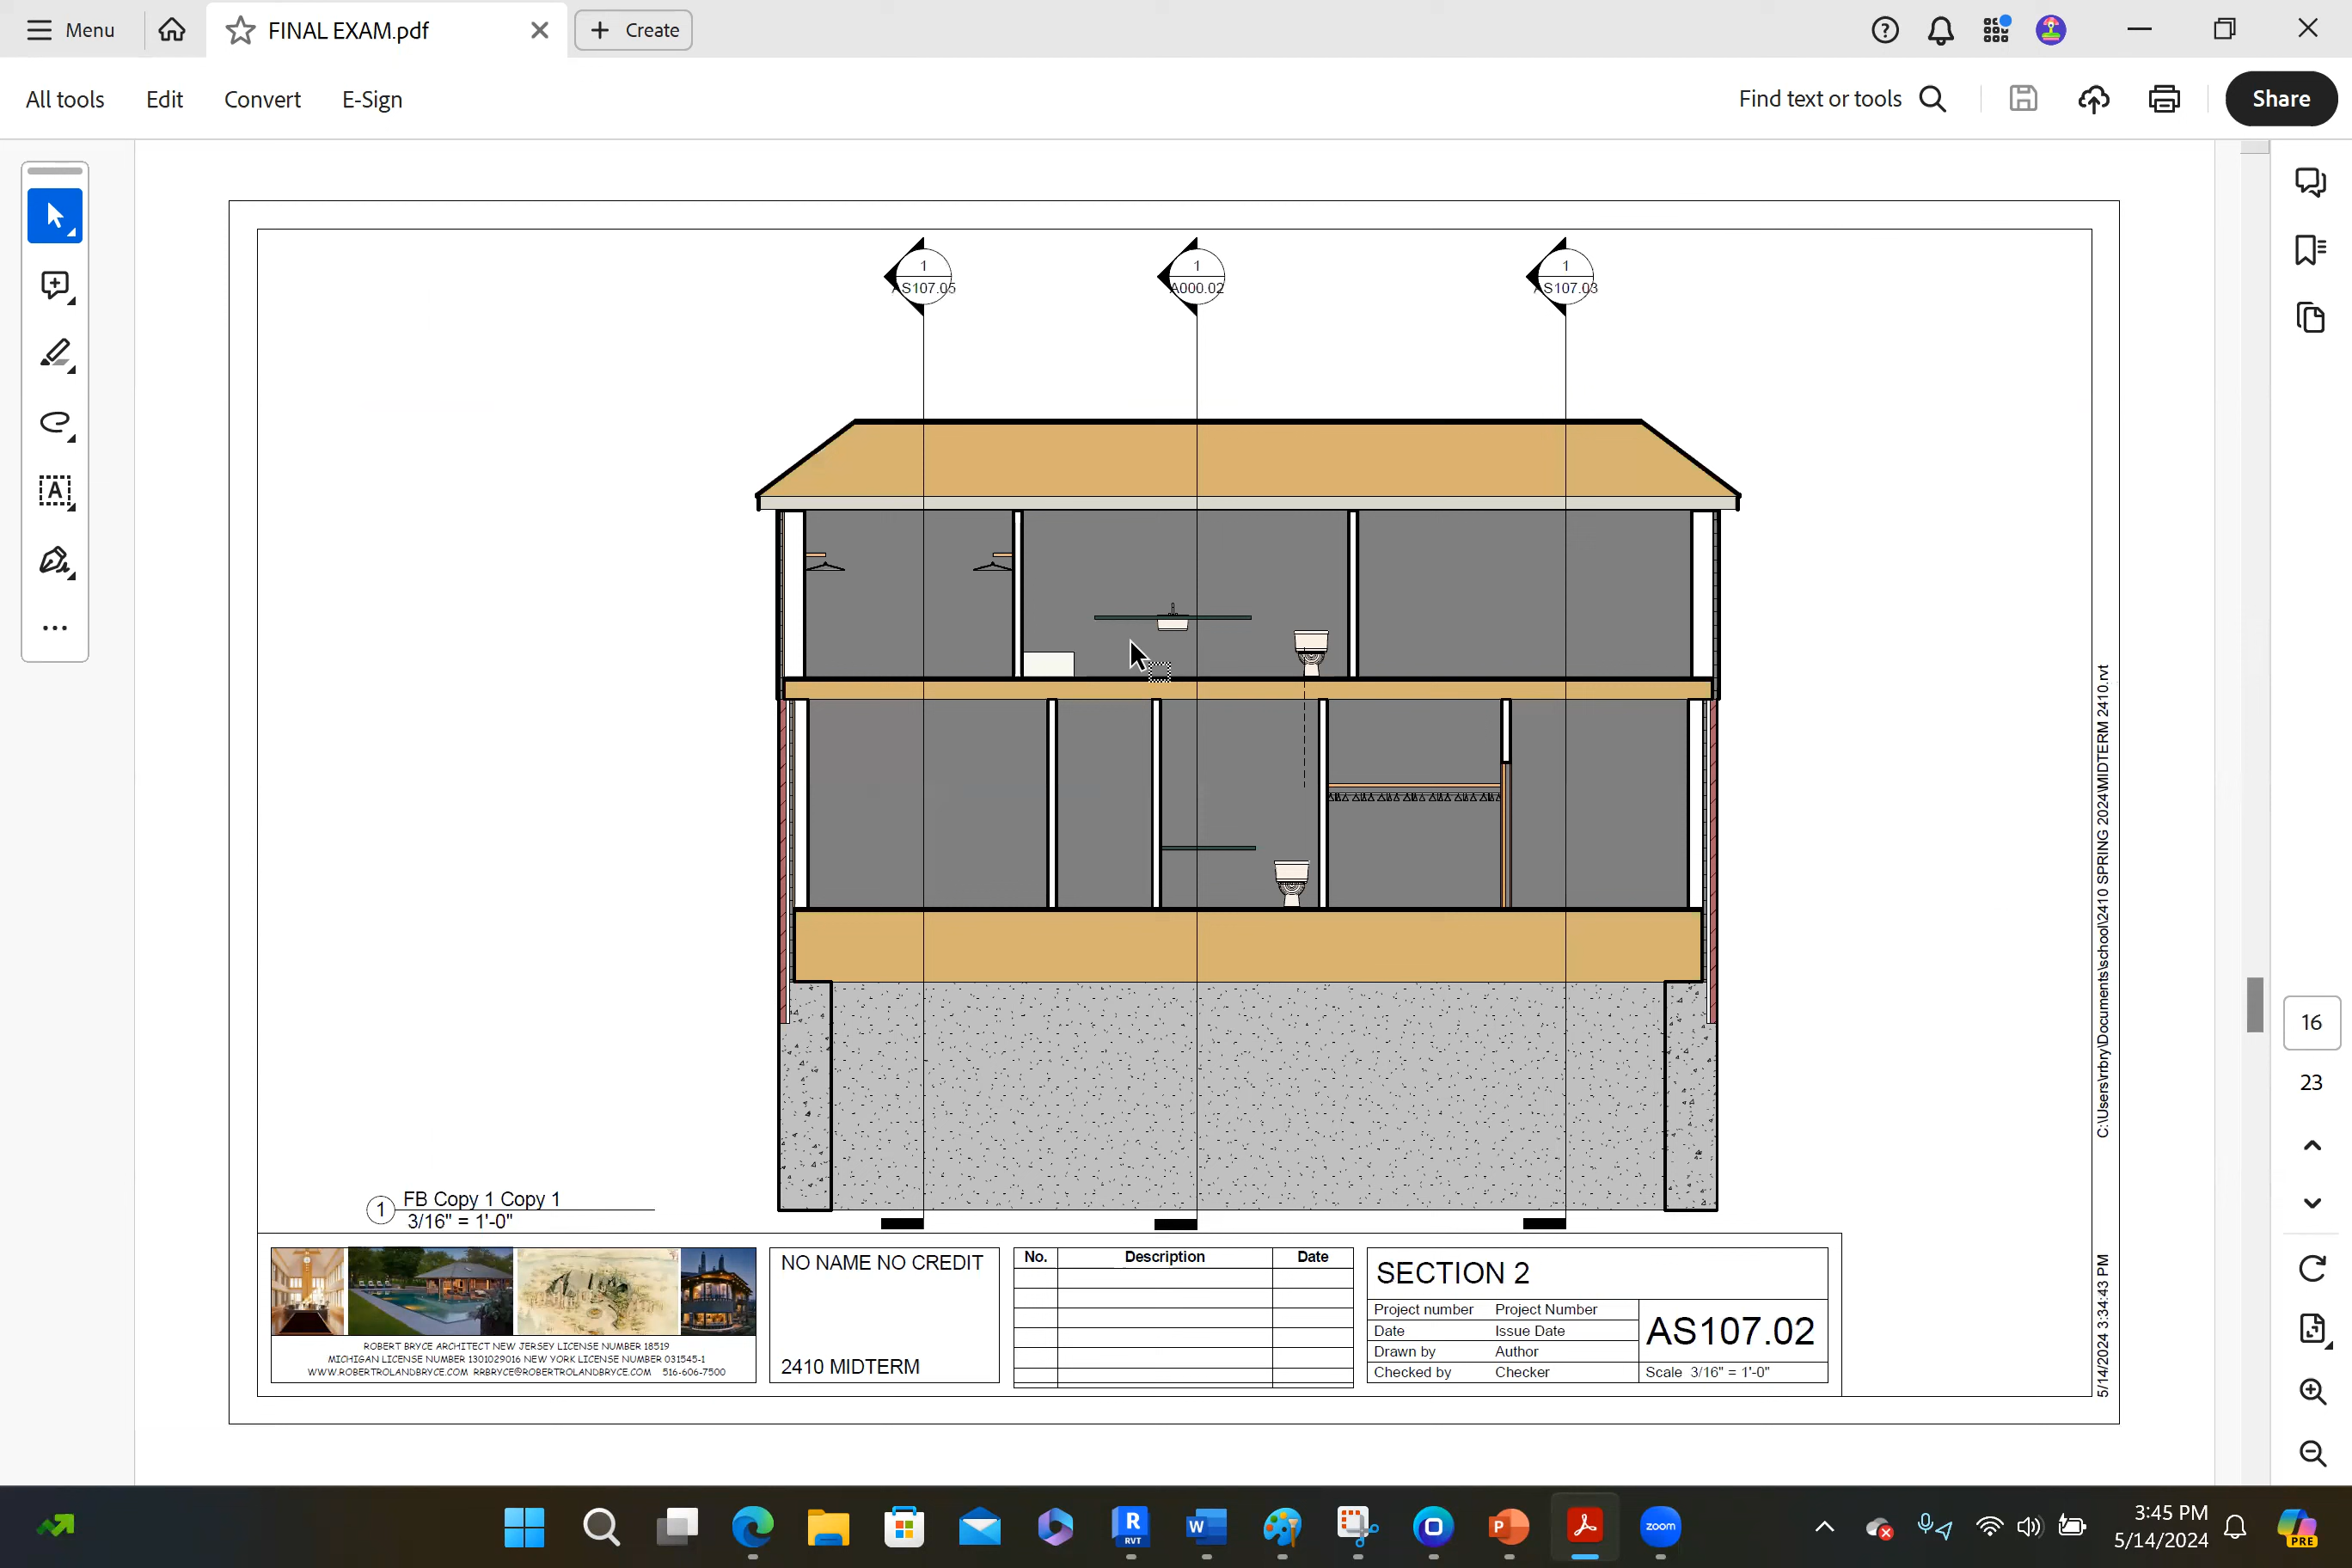 Menu
FINAL EXAM.pdf
Create
All tools
Edit
Convert
E-Sign
Find text or tools
Share
1
AS107.05
1
A000.02
1
AS107.03
C:\Users\rrbry\Documents\school\2410 SPRING 2024\MIDTERM 2410.rvt
5/14/2024 3:34:43 PM
16
23
1
FB Copy 1 Copy 1
3/16" = 1'-0"
ROBERT BRYCE ARCHITECT NEW JERSEY LICENSE NUMBER 18519
MICHIGAN LICENSE NUMBER 1301029016 NEW YORK LICENSE NUMBER 031545-1
WWW.ROBERTROLANDBRYCE.COM RRBRYCE@ROBERTROLANDBRYCE.COM 516-606-7500
NO NAME NO CREDIT
2410 MIDTERM
No. Description Date
SECTION 2
Project number Project Number
Date Issue Date
Drawn by Author
Checked by Checker
AS107.02
Scale 3/16" = 1'-0"
R
RVT
W
P
zoom
3:45 PM
5/14/2024
PRE